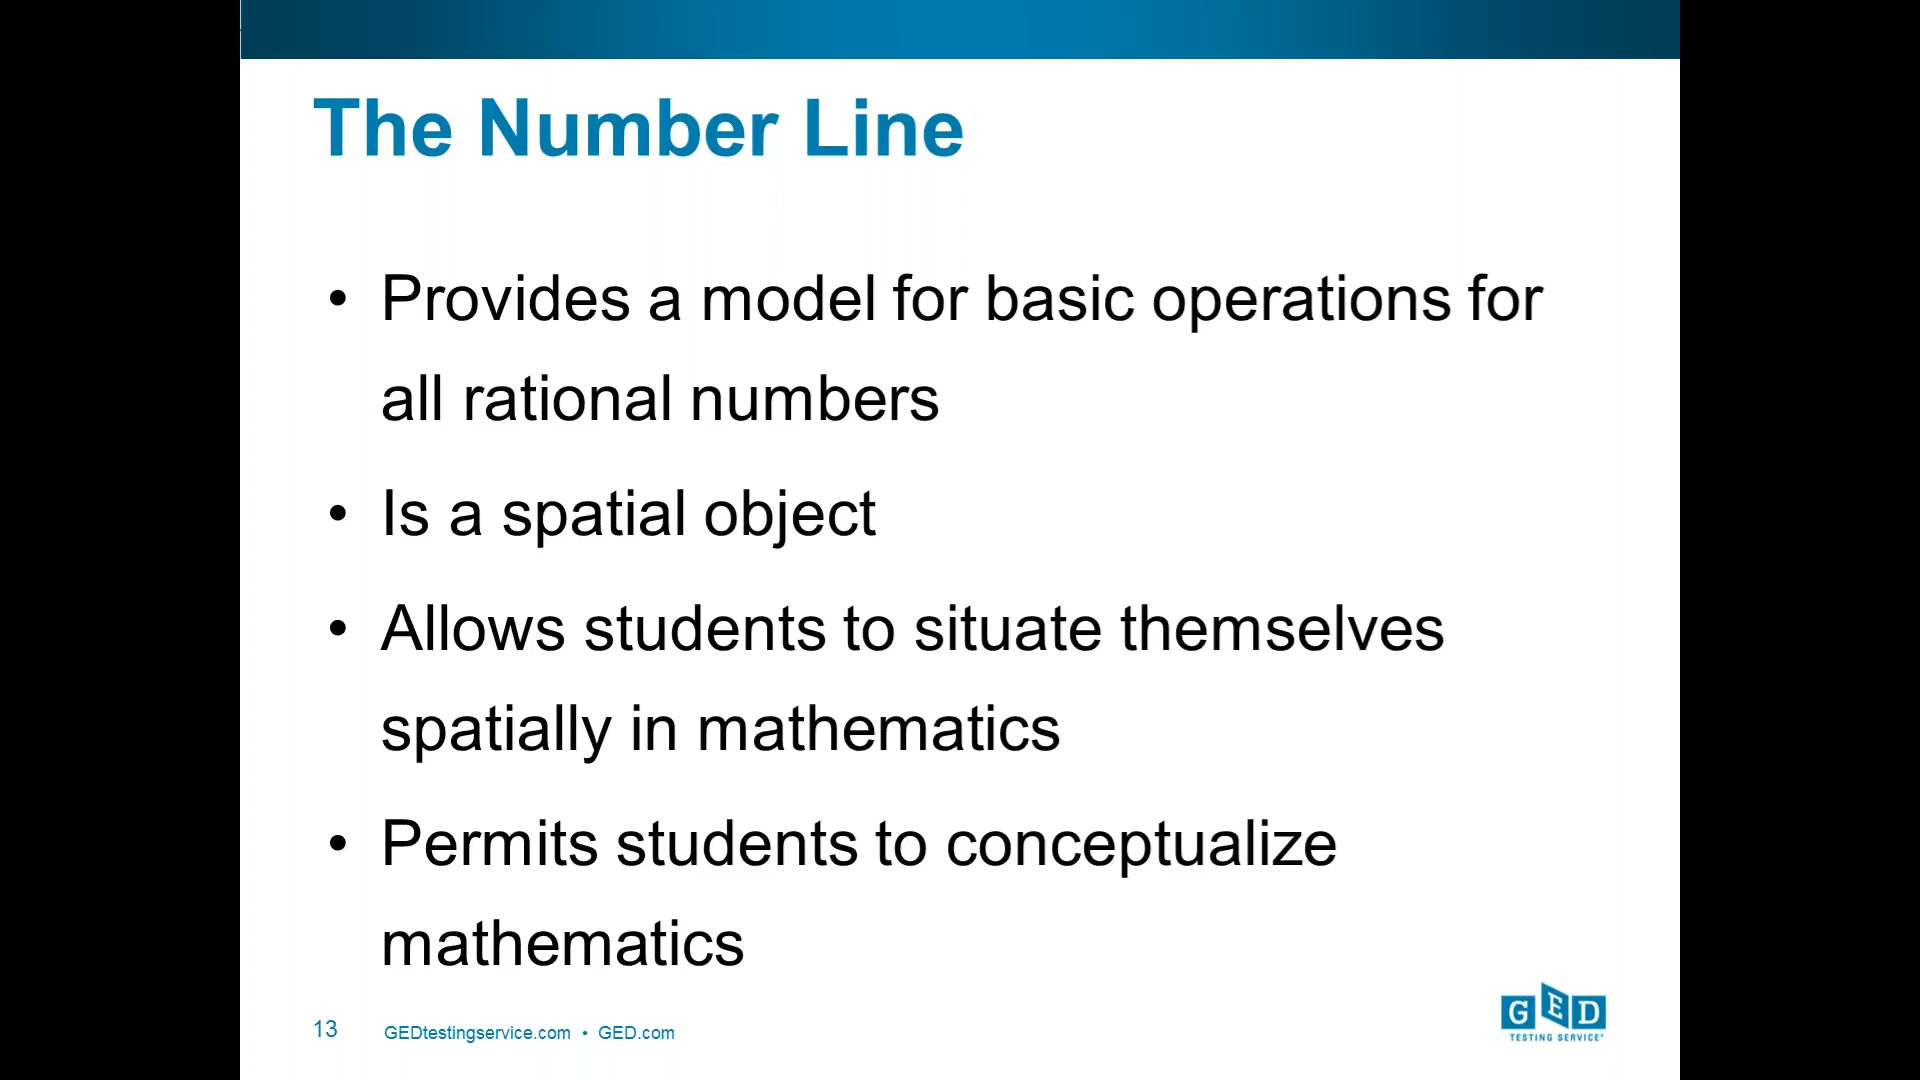 The Number Line
• Provides a model for basic operations for
all rational numbers
• Is a spatial object
• Allows students to situate themselves
spatially in mathematics
• Permits students to conceptualize
mathematics
13 GEDtestingservice.com • GED.com
GED
TESTING SERVICE®